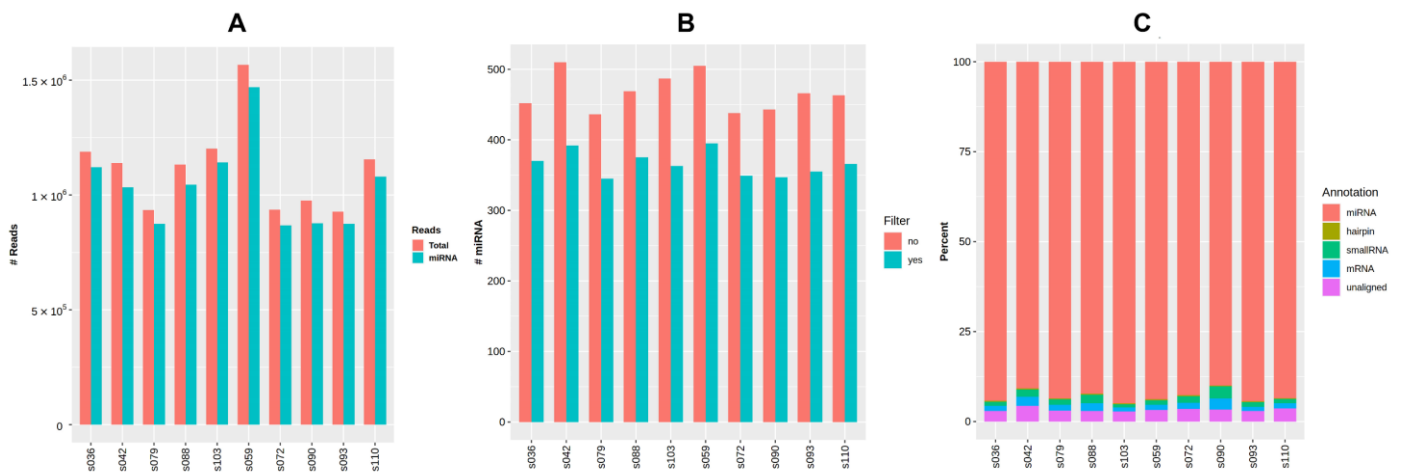 A
1.5 × 10⁶
1 × 10⁶
5 × 10⁵
0
# Reads
s036
s042
s079
s088
s103
s059
s072
s090
s093
s110
Reads
Total
miRNA
B
500
400
300
200
100
0
# miRNA
s036
s042
s079
s088
s103
s059
s072
s090
s093
s110
Filter
no
yes
C
100
75
50
25
0
Percent
s036
s042
s079
s088
s103
s059
s072
s090
s093
s110
Annotation
miRNA
hairpin
smallRNA
mRNA
unaligned